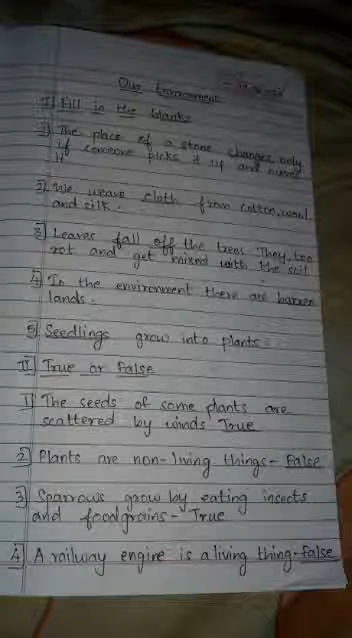 Our Environment
I] Fill in the blanks
1] The place of a stone changes only
if someone picks it up and moves
it
2] We weave cloth from cotton, wool
and silk.
3] Leaves fall off the trees. They, too
rot and get mixed with the soil
4] In the environment there are barren
lands.
5] Seedlings grow into plants.
II] True or False
1] The seeds of some plants are
scattered by winds True
2] Plants are non-living things - False
3] Sparrows grow by eating insects
and foodgrains - True
4] A railway engine is a living thing - False